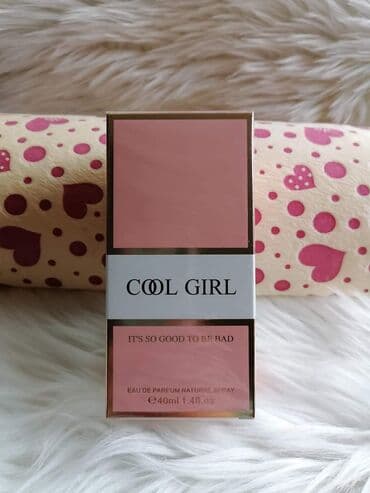 COOL GIRL
IT'S SO GOOD TO BE BAD
EAU DE PARFUM NATURAL SPRAY
℮40ml 1.4fl.oz